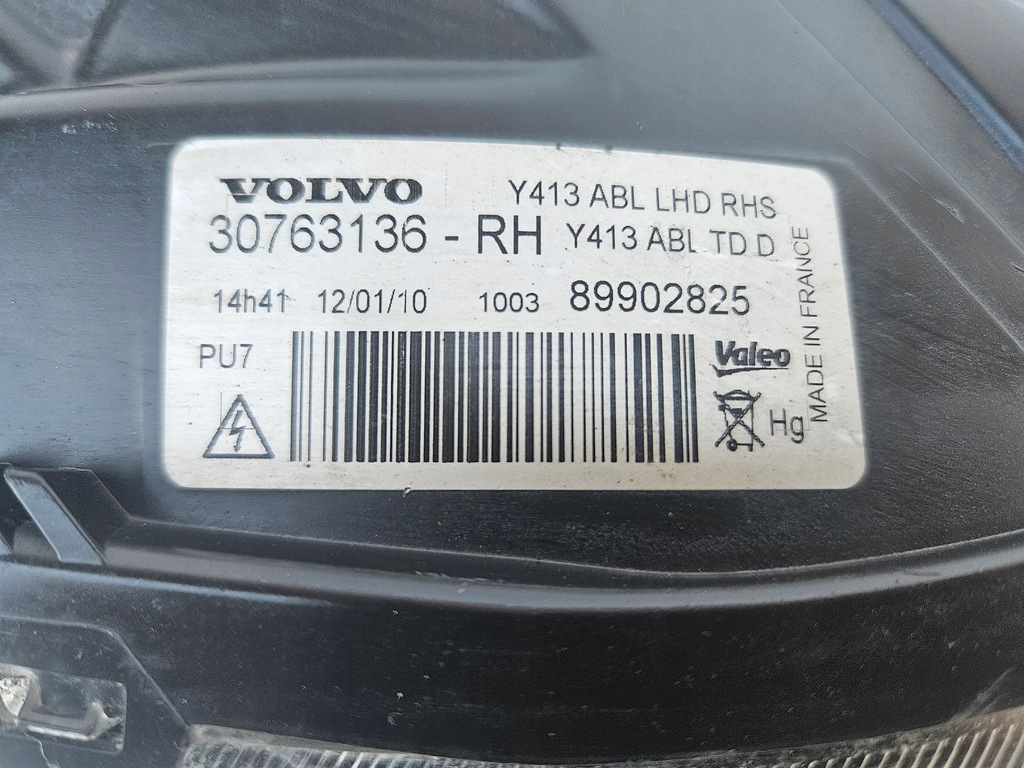 VOLVO Y413 ABL LHD RHS
30763136 - RH Y413 ABL TD D
14h41 12/01/10 1003 89902825
PU7
Valeo
Hg
MADE IN FRANCE